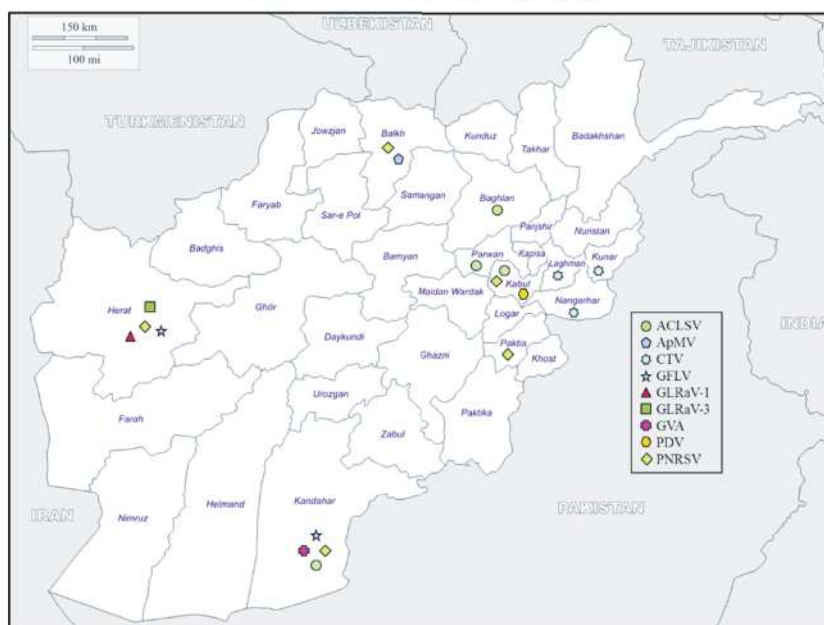 150 km
100 mi
UZBEKISTAN
TAJIKISTAN
TURKMENISTAN
Jowzjan
Balkh
Kunduz
Takhar
Badakhshan
Faryab
Sar-e Pol
Samangan
Baghlan
Panjshir
Nuristan
Badghis
Bamyan
Parwan
Kapisa
Laghman
Kunar
Kabul
Maidan Wardak
Nangarhar
Herat
Ghōr
Logar
INDIA
Daykundi
Ghazni
Paktia
Khost
Urozgan
Paktika
Farah
Zabul
Kandahar
Nimruz
Helmand
IRAN
PAKISTAN
ACLSV
ApMV
CTV
GFLV
GLRaV-1
GLRaV-3
GVA
PDV
PNRSV